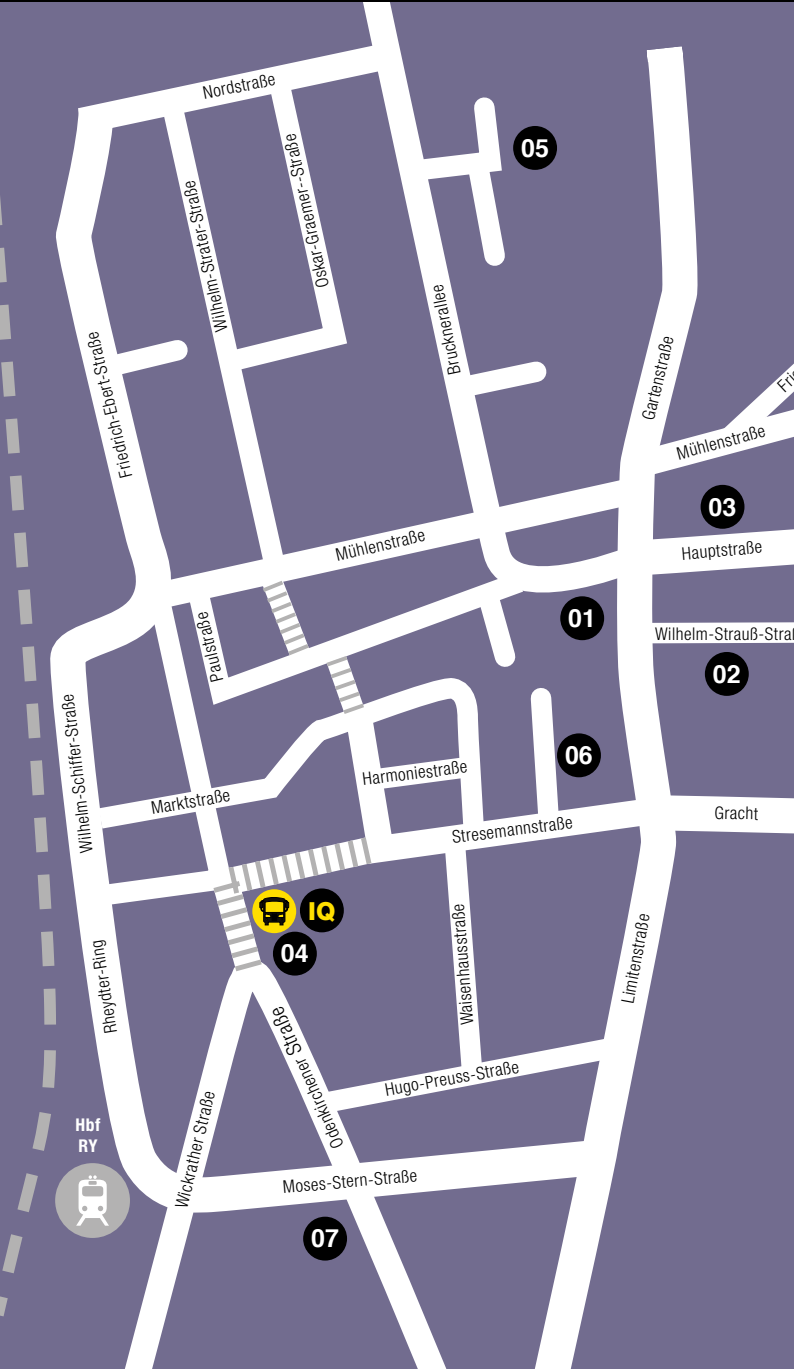 Nordstraße
Oskar-Graemer--Straße
05
Wilhelm-Strater-Straße
Brucknerallee
Friedrich-Ebert-Straße
Gartenstraße
Frie
Mühlenstraße
03
Mühlenstraße
Hauptstraße
01
Paulstraße
Wilhelm-Strauß-Straß
02
Wilhelm-Schiffer-Straße
06
Harmoniestraße
Marktstraße
Stresemannstraße
Gracht
IQ
04
Waisenhausstraße
Limitenstraße
Rheydter-Ring
Odenkirchener Straße
Hugo-Preuss-Straße
Hbf
RY
Wickrather Straße
Moses-Stern-Straße
07